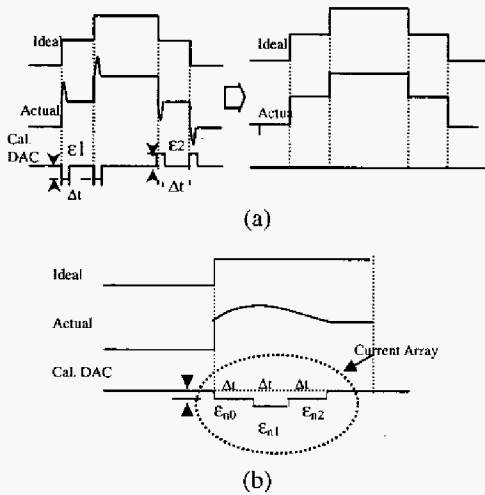 Ideal
Actual
Cal.
DAC
ε1
ε2
Δt
Δt
Ideal
Actual
(a)
Ideal
Actual
Current Array
Cal. DAC
Δt Δt Δt
εn0 εn1 εn2
(b)